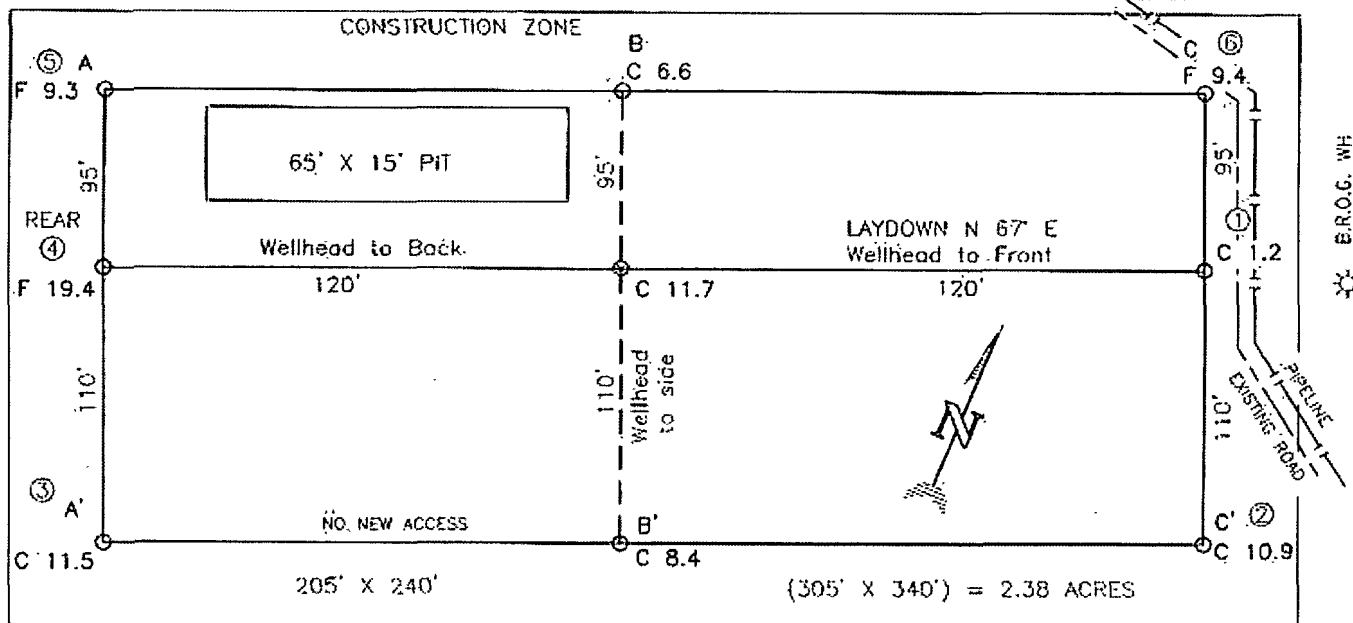 CONSTRUCTION ZONE
⑤ A
F 9.3
B
C 6.6
C ⑥
F 9.4
95'
65' X 15' PIT
95'
95'
REAR
④
F 19.4
Wellhead to Back
120'
C 11.7
LAYDOWN N 67° E
Wellhead to Front
120'
①
C 1.2
B.R.O.G. WH
110'
110'
Wellhead
to side
N
110'
PIPELINE
EXISTING ROAD
③
A'
C 11.5
NO NEW ACCESS
B'
C 8.4
C' ②
C 10.9
205' X 240'
(305' X 340') = 2.38 ACRES